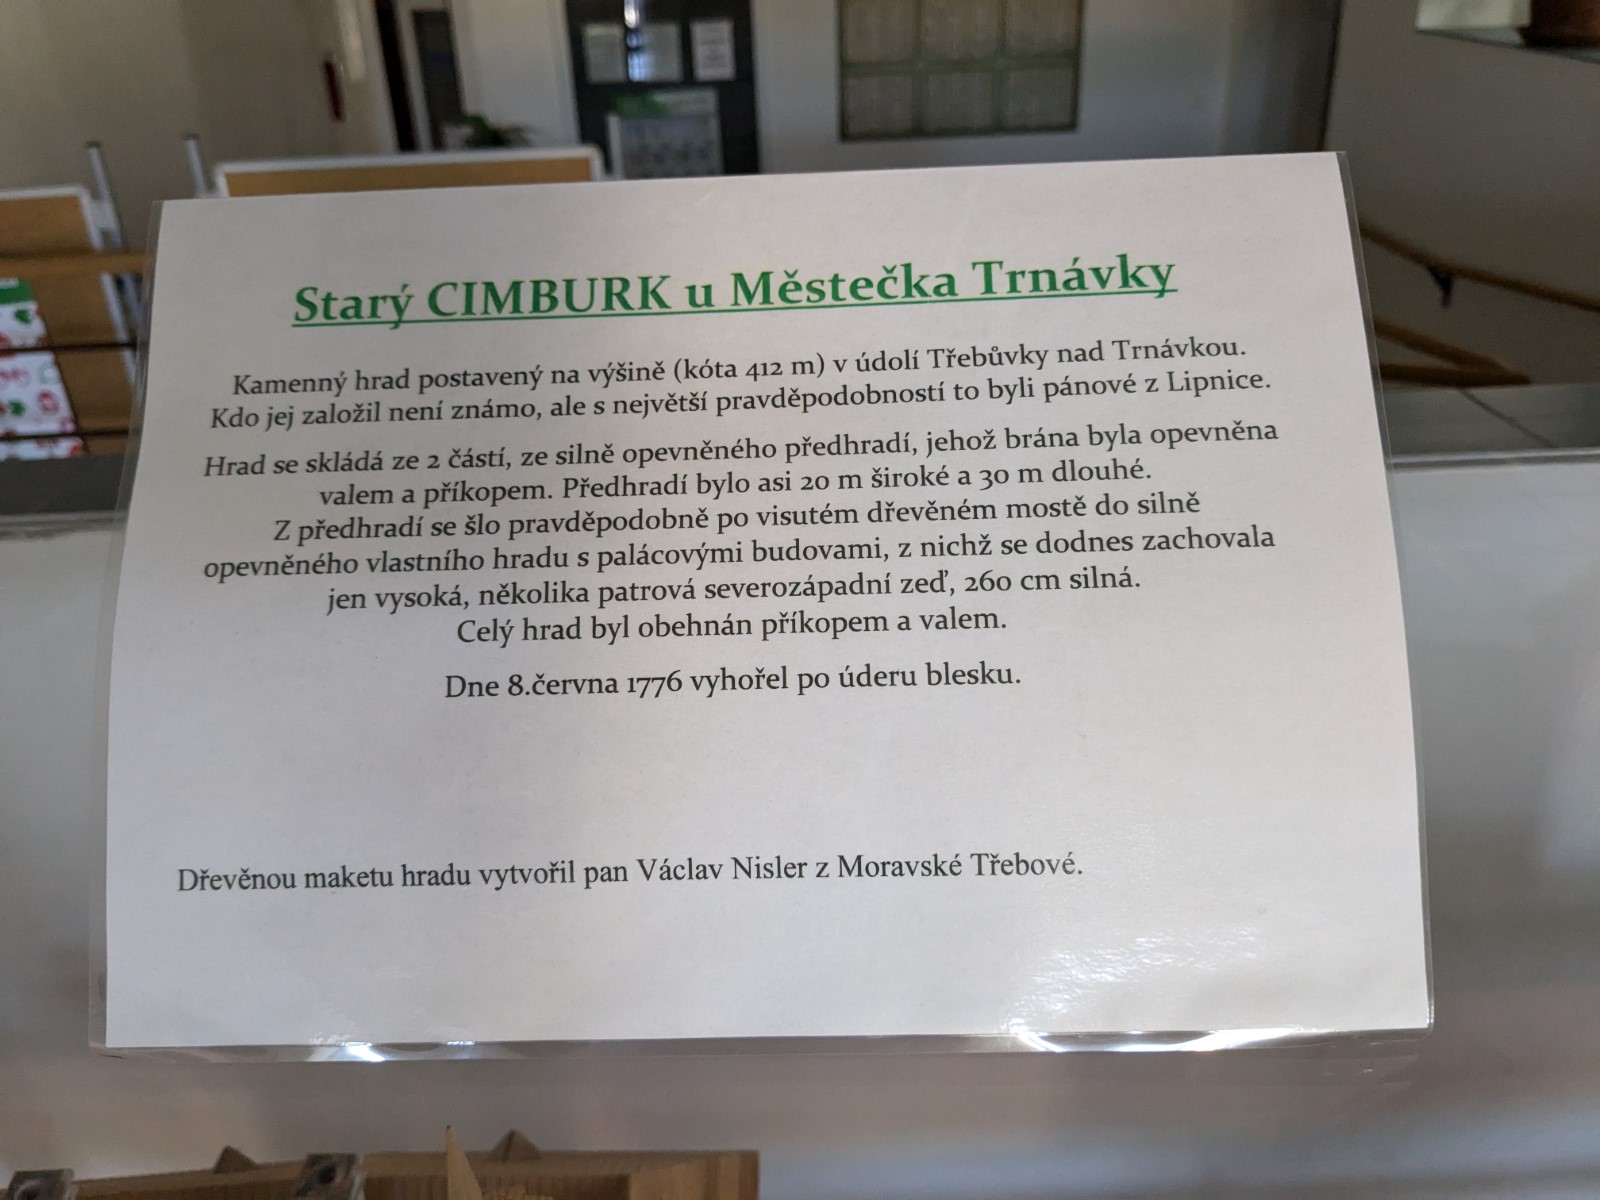 Starý CIMBURK u Městečka Trnávky
Kamenný hrad postavený na výšině (kóta 412 m) v údolí Třebůvky nad Trnávkou.
Kdo jej založil není známo, ale s největší pravděpodobností to byli pánové z Lipnice.
Hrad se skládá ze 2 částí, ze silně opevněného předhradí, jehož brána byla opevněna
valem a příkopem. Předhradí bylo asi 20 m široké a 30 m dlouhé.
Z předhradí se šlo pravděpodobně po visutém dřevěném mostě do silně
opevněného vlastního hradu s palácovými budovami, z nichž se dodnes zachovala
jen vysoká, několika patrová severozápadní zeď, 260 cm silná.
Celý hrad byl obehnán příkopem a valem.
Dne 8.června 1776 vyhořel po úderu blesku.
Dřevěnou maketu hradu vytvořil pan Václav Nisler z Moravské Třebové.